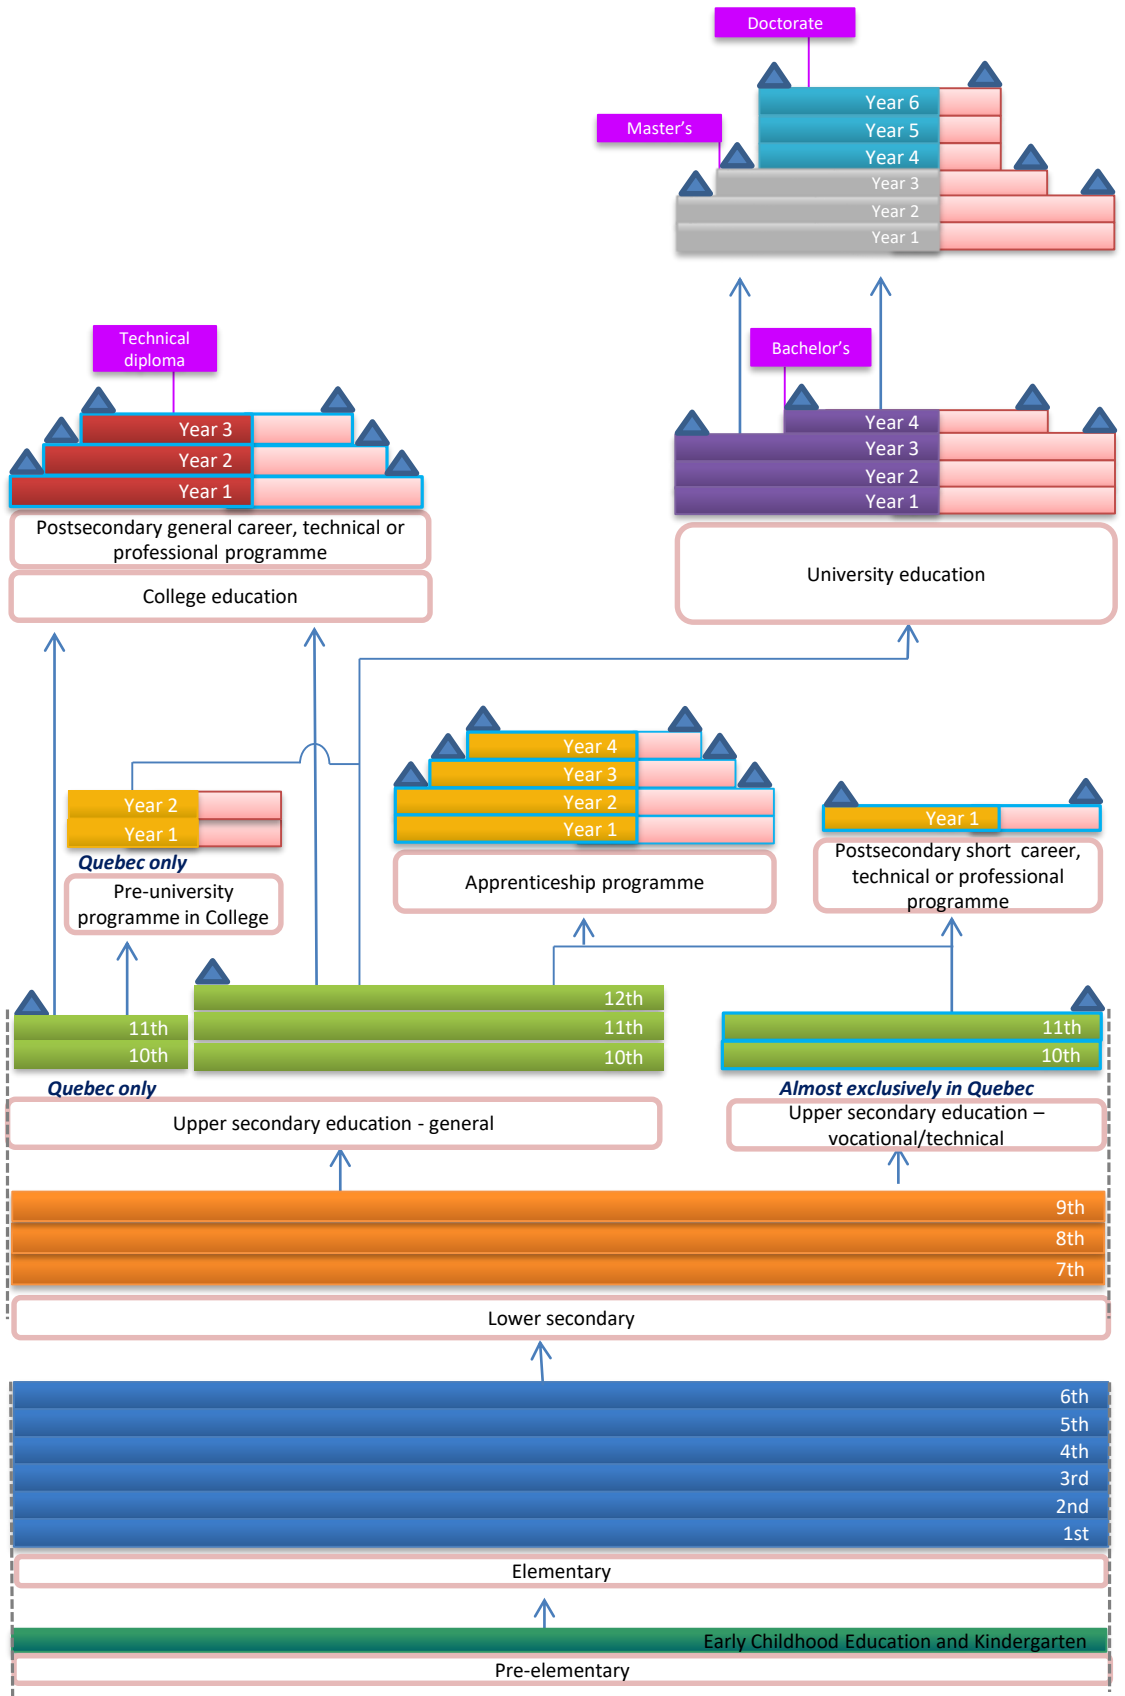 Doctorate
Year 6
Year 5
Year 4
Master's
Year 3
Year 2
Year 1
Technical
diploma
Year 3
Year 2
Year 1
Postsecondary general career, technical or
professional programme
College education
Bachelor's
Year 4
Year 3
Year 2
Year 1
University education
Year 2
Year 1
Quebec only
Pre-university
programme in College
Year 4
Year 3
Year 2
Year 1
Apprenticeship programme
Year 1
Postsecondary short career,
technical or professional
programme
11th
10th
Quebec only
12th
11th
10th
Upper secondary education - general
11th
10th
Almost exclusively in Quebec
Upper secondary education –
vocational/technical
9th
8th
7th
Lower secondary
6th
5th
4th
3rd
2nd
1st
Elementary
Early Childhood Education and Kindergarten
Pre-elementary